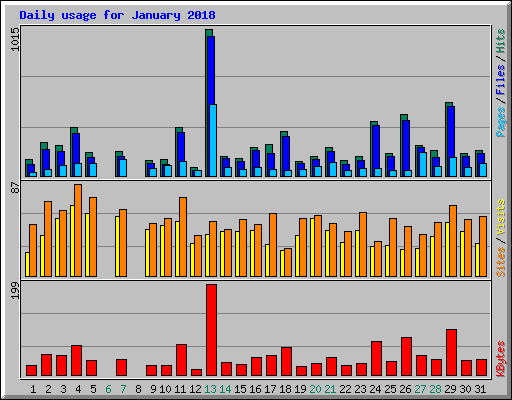 Daily usage for January 2018
1015
87
199
Pages / Files / Hits
Sites / Visits
KBytes
1 2 3 4 5 6 7 8 9 10 11 12 13 14 15 16 17 18 19 20 21 22 23 24 25 26 27 28 29 30 31